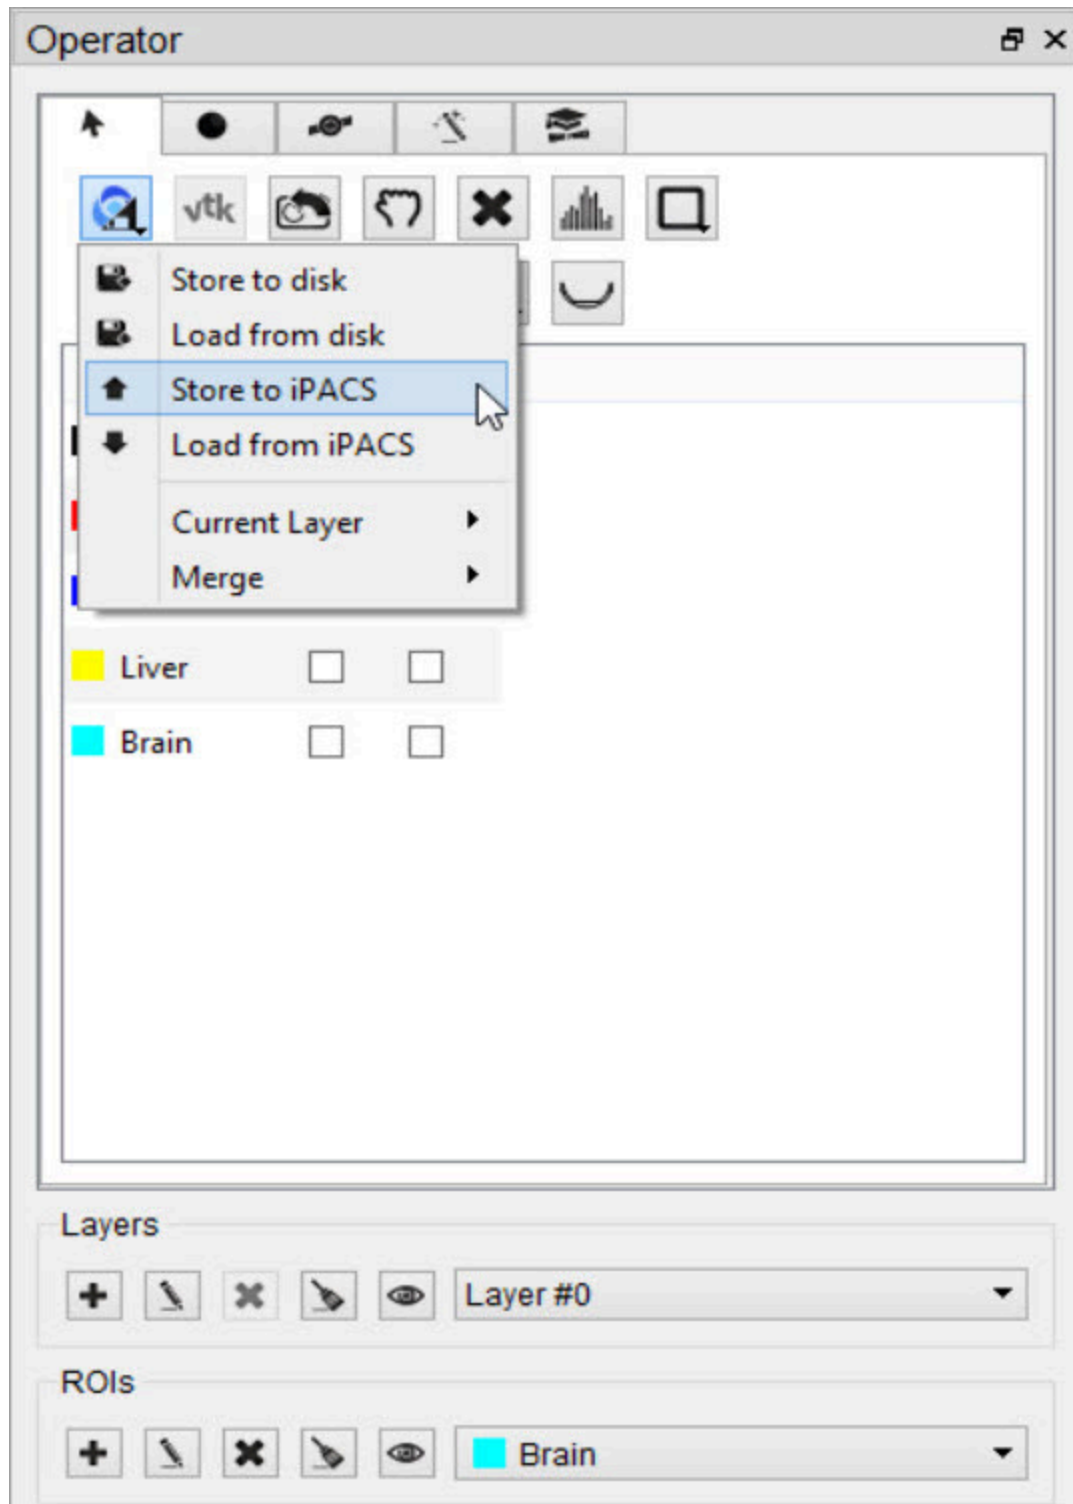 Operator
vtk
Store to disk
Load from disk
Store to iPACS
Load from iPACS
Current Layer
Merge
Liver
Brain
Layers
Layer #0
ROIs
Brain